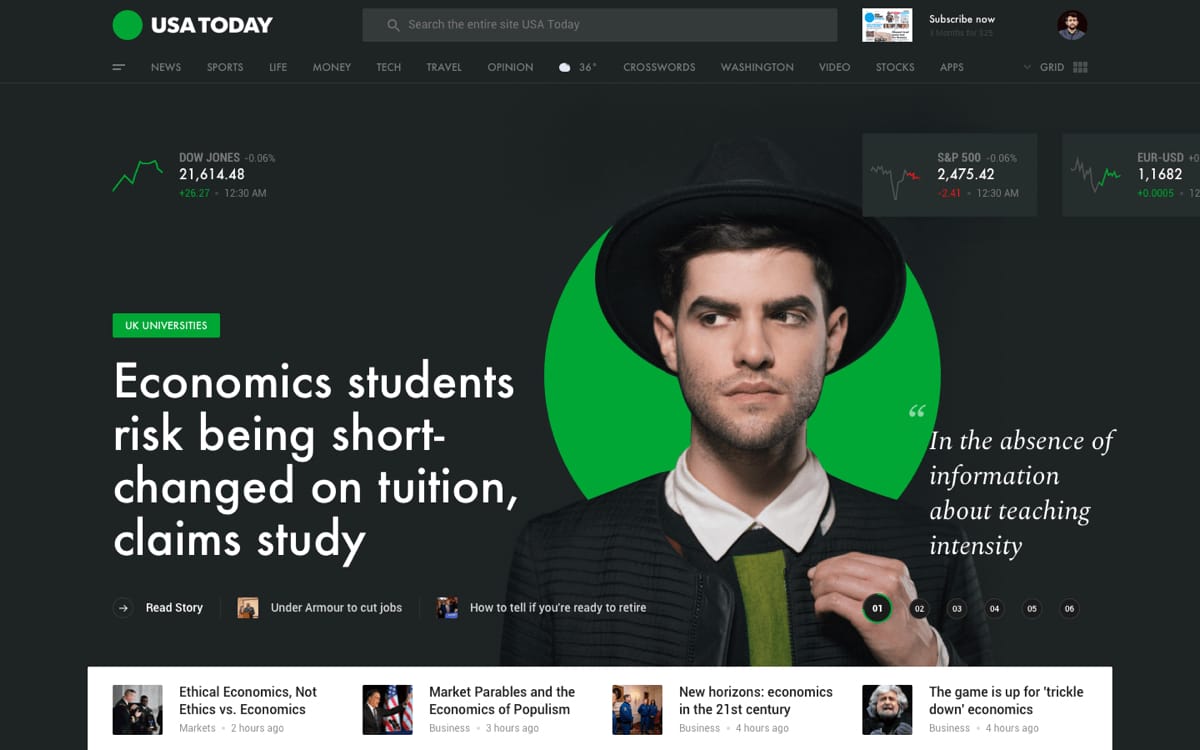 USA TODAY
Search the entire site USA Today
Subscribe now
3 Months for $25
NEWS SPORTS LIFE MONEY TECH TRAVEL OPINION 36° CROSSWORDS WASHINGTON VIDEO STOCKS APPS GRID
DOW JONES -0.06%
21,614.48
+26.27 • 12:30 AM
S&P 500 -0.06%
2,475.42
-2.41 • 12:30 AM
EUR-USD +0
1,1682
+0.0005 • 12
UK UNIVERSITIES
Economics students
risk being short-
changed on tuition,
claims study
“
In the absence of
information
about teaching
intensity
Read Story
Under Armour to cut jobs
How to tell if you're ready to retire
01 02 03 04 05 06
Ethical Economics, Not
Ethics vs. Economics
Markets • 2 hours ago
Market Parables and the
Economics of Populism
Business • 3 hours ago
New horizons: economics
in the 21st century
Business • 4 hours ago
The game is up for 'trickle
down' economics
Business • 4 hours ago